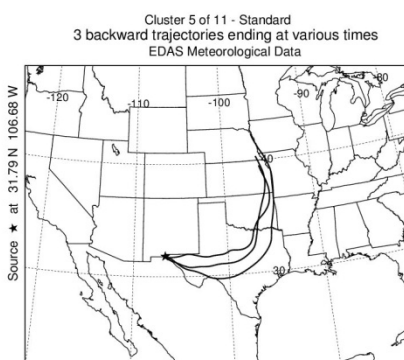 Cluster 5 of 11 - Standard
3 backward trajectories ending at various times
EDAS Meteorological Data
Source ★ at 31.79 N 106.68 W
-120
-110
-100
-90
-80
40
30